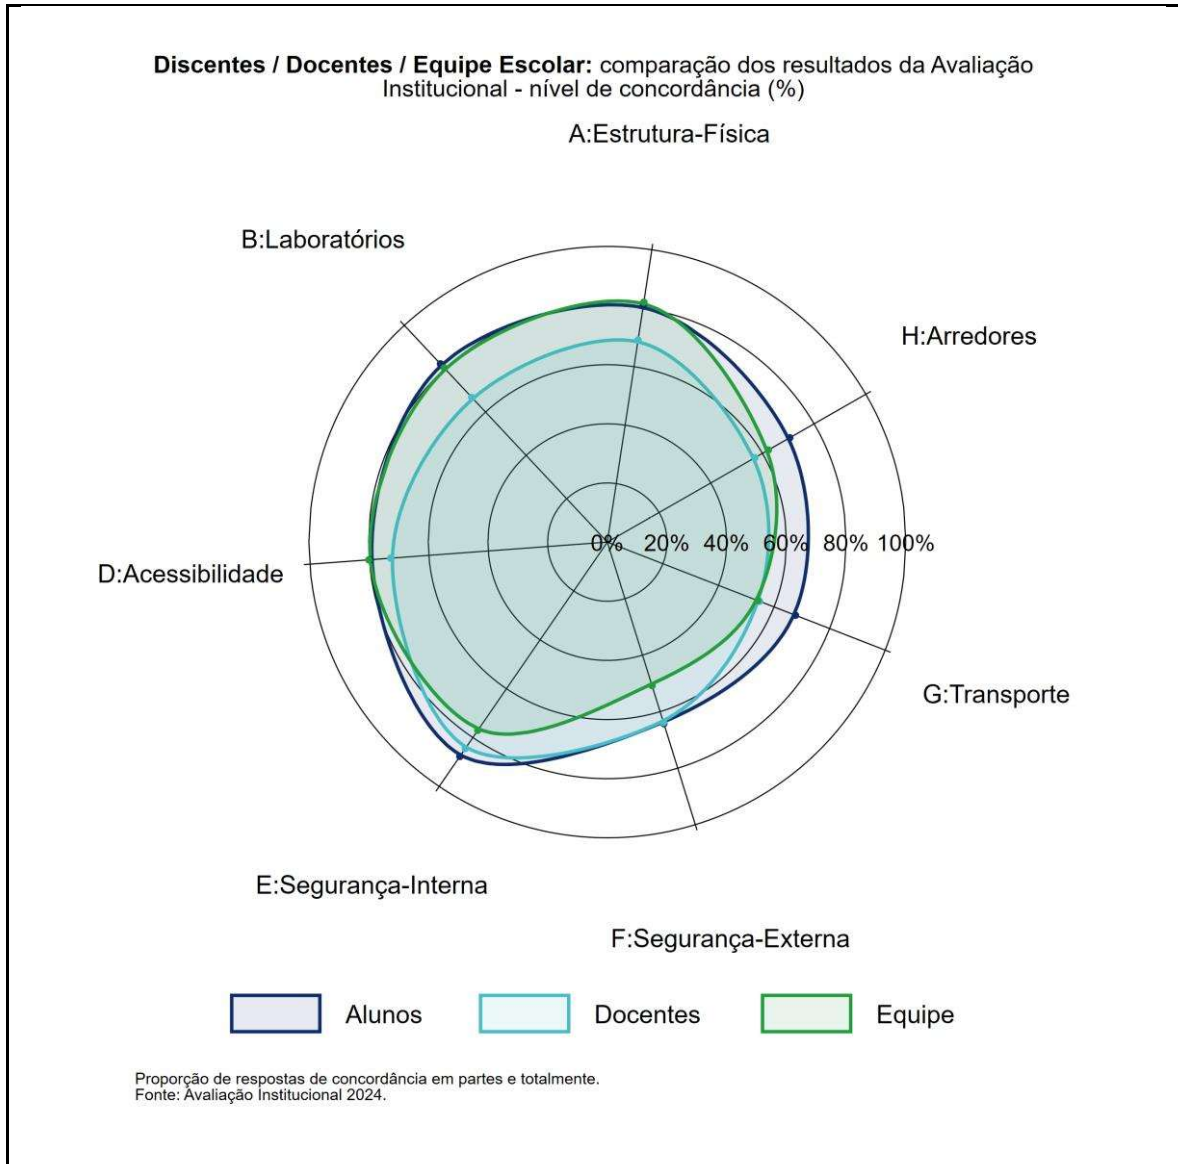 Discentes / Docentes / Equipe Escolar: comparação dos resultados da Avaliação
Institucional - nível de concordância (%)
A:Estrutura-Física
B:Laboratórios
H:Arredores
0% 20% 40% 60% 80% 100%
D:Acessibilidade
G:Transporte
E:Segurança-Interna
F:Segurança-Externa
Alunos Docentes Equipe
Proporção de respostas de concordância em partes e totalmente.
Fonte: Avaliação Institucional 2024.